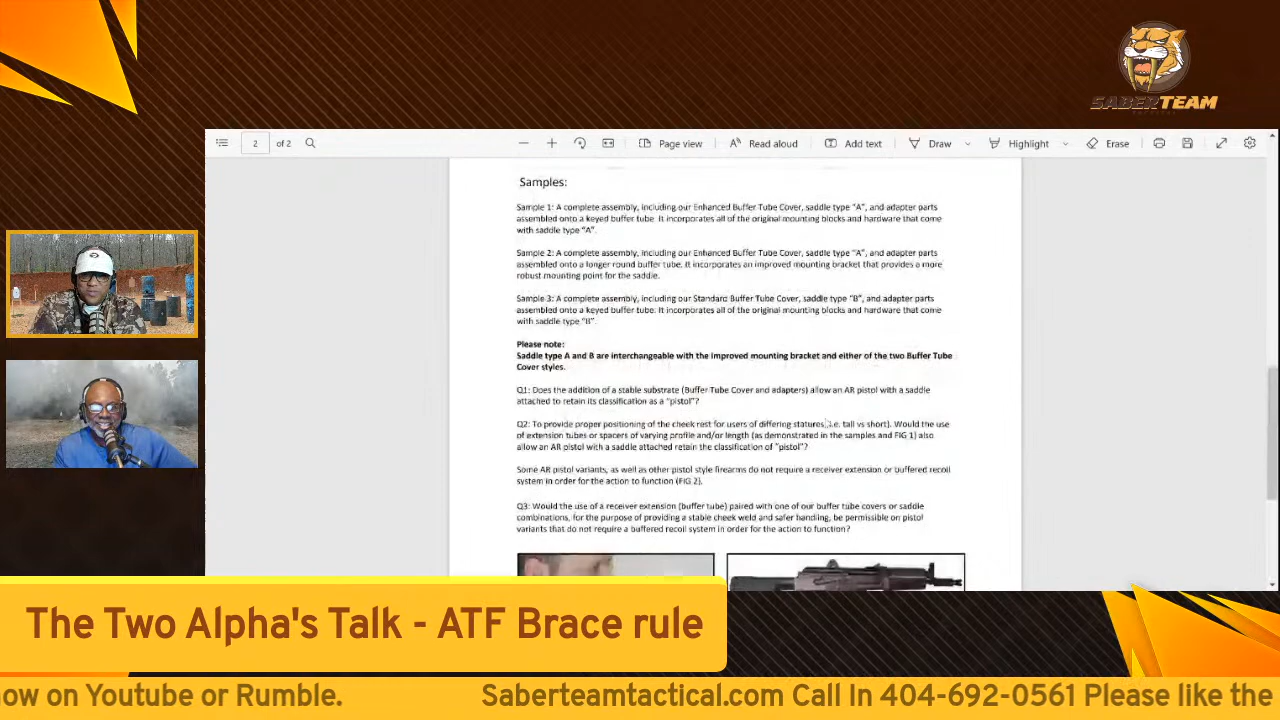 SABERTEAM
2 of 2
Page view
Read aloud
Add text
Draw
Highlight
Erase
Samples:
Sample 1: A complete assembly, including our Enhanced Buffer Tube Cover, saddle type "A", and adapter parts
assembled onto a keyed buffer tube. It incorporates all of the original mounting blocks and hardware that come
with saddle type "A".
Sample 2: A complete assembly, including our Enhanced Buffer Tube Cover, saddle type "A", and adapter parts
assembled onto a longer round buffer tube. It incorporates an improved mounting bracket that provides a more
robust mounting point for the saddle.
Sample 3: A complete assembly, including our Standard Buffer Tube Cover, saddle type "B", and adapter parts
assembled onto a keyed buffer tube. It incorporates all of the original mounting blocks and hardware that come
with saddle type "B".
Please note:
Saddle type A and B are interchangeable with the improved mounting bracket and either of the two Buffer Tube
Cover styles.
Q1: Does the addition of a stable substrate (Buffer Tube Cover and adapters) allow an AR pistol with a saddle
attached to retain its classification as a "pistol"?
Q2: To provide proper positioning of the cheek rest for users of differing statures (i.e. tall vs short). Would the use
of extension tubes or spacers of varying profile and/or length (as demonstrated in the samples and FIG 1) also
allow an AR pistol with a saddle attached retain the classification of "pistol"?
Some AR pistol variants, as well as other pistol style firearms do not require a receiver extension or buffered recoil
system in order for the action to function (FIG.2).
Q3: Would the use of a receiver extension (buffer tube) paired with one of our buffer tube covers or saddle
combinations, for the purpose of providing a stable cheek weld and safer handling, be permissible on pistol
variants that do not require a buffered recoil system in order for the action to function?
The Two Alpha's Talk - ATF Brace rule
now on Youtube or Rumble. Saberteamtactical.com Call In 404-692-0561 Please like the